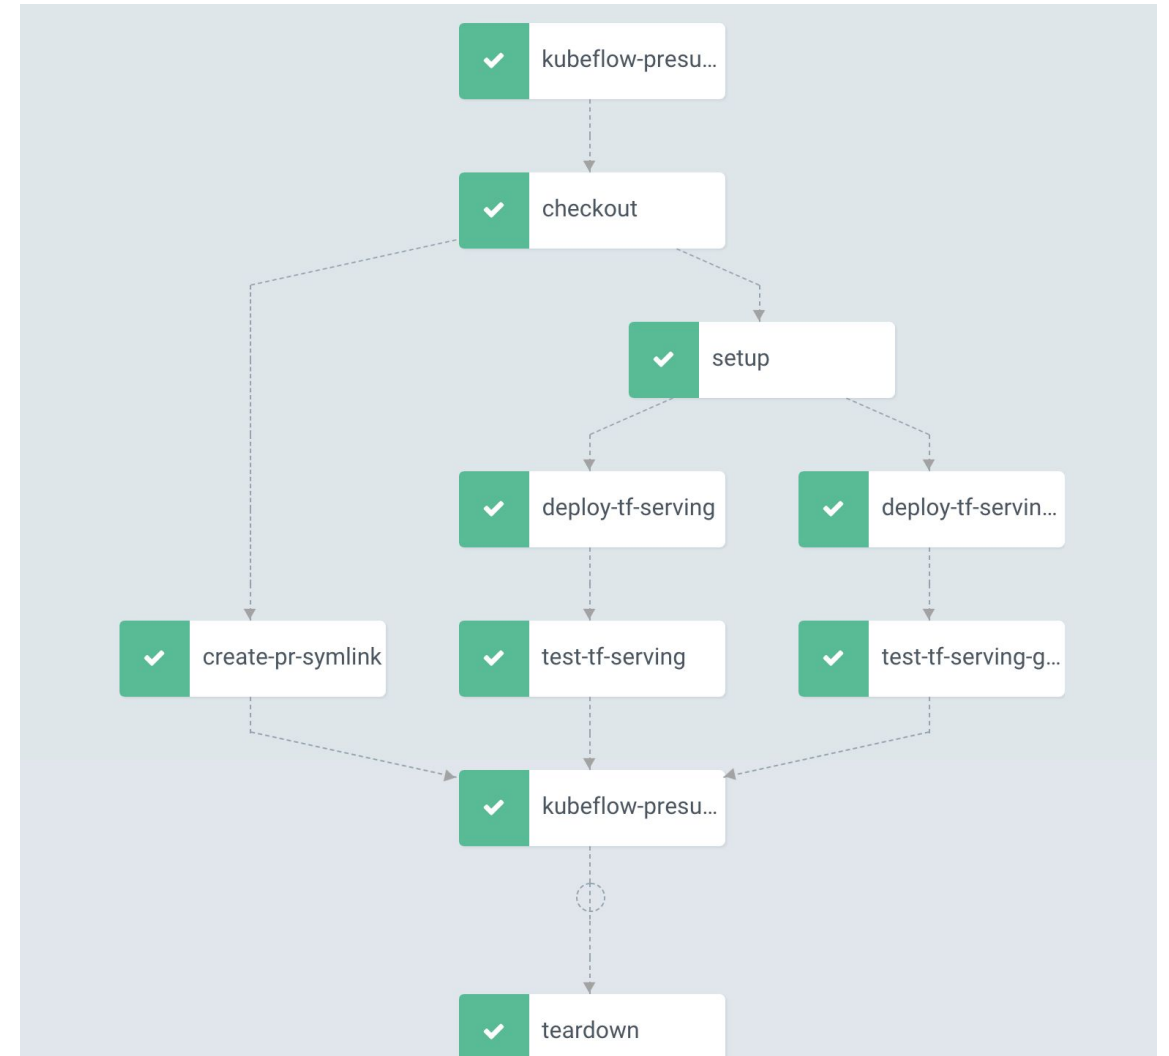 kubeflow-presu...
checkout
setup
deploy-tf-serving
deploy-tf-servin...
create-pr-symlink
test-tf-serving
test-tf-serving-g...
kubeflow-presu...
teardown